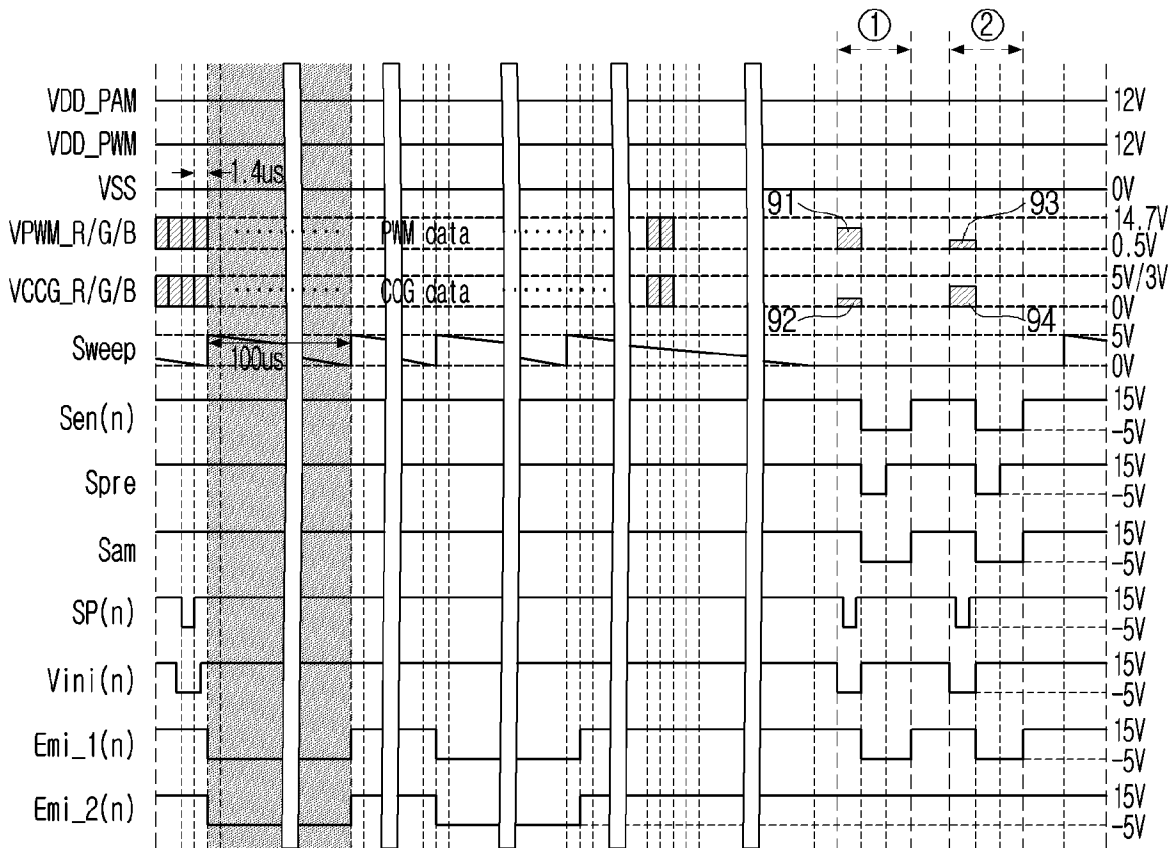 ① ②
VDD_PAM 12V
VDD_PWM 12V
1.4us
VSS 0V
91 93 14.7V
VPWM_R/G/B PWM data 0.5V
5V/3V
VCCG_R/G/B CCG data 0V
92 94
5V
Sweep 100us 0V
Sen(n) 15V
-5V
Spre 15V
-5V
Sam 15V
-5V
SP(n) 15V
-5V
Vini(n) 15V
-5V
Emi_1(n) 15V
-5V
Emi_2(n) 15V
-5V